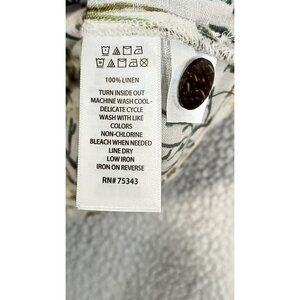 100% LINEN
TURN INSIDE OUT
MACHINE WASH COOL -
DELICATE CYCLE
WASH WITH LIKE
COLORS
NON-CHLORINE
BLEACH WHEN NEEDED
LINE DRY
LOW IRON
IRON ON REVERSE
RN# 75343